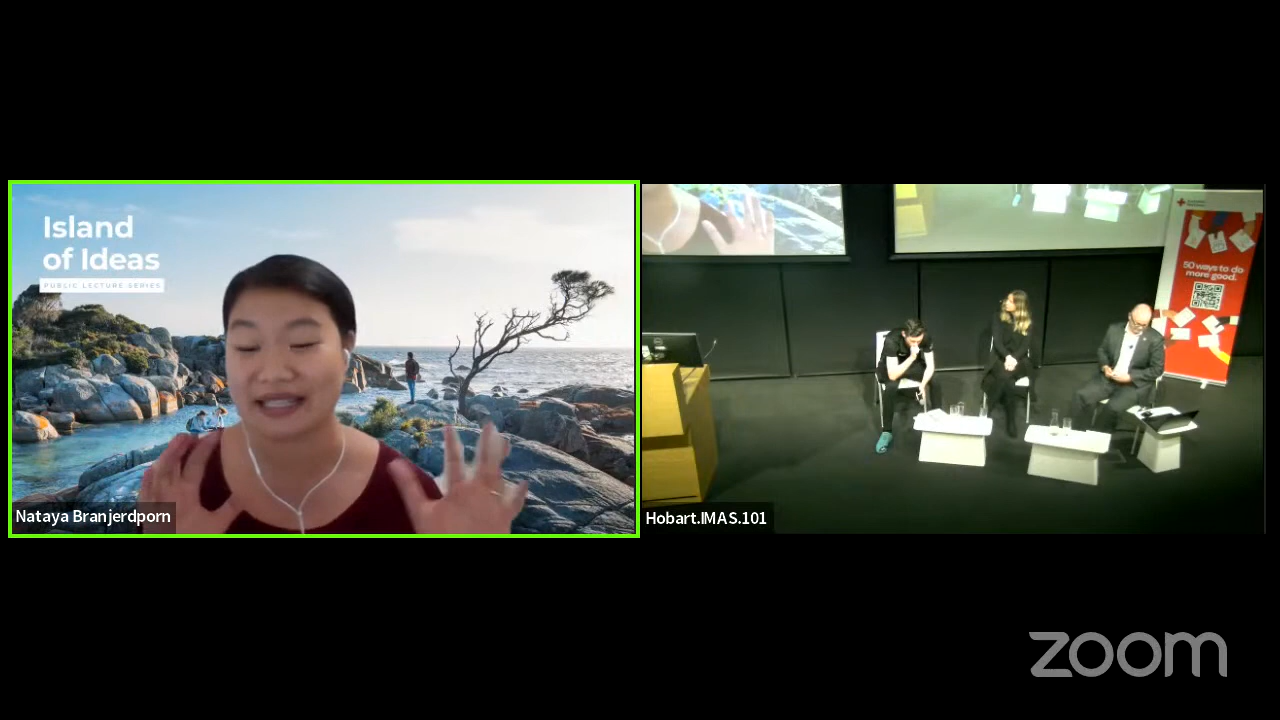 Island
of Ideas
PUBLIC LECTURE SERIES
50 ways to do
more good.
Nataya Branjerdporn
Hobart.IMAS.101
zoom